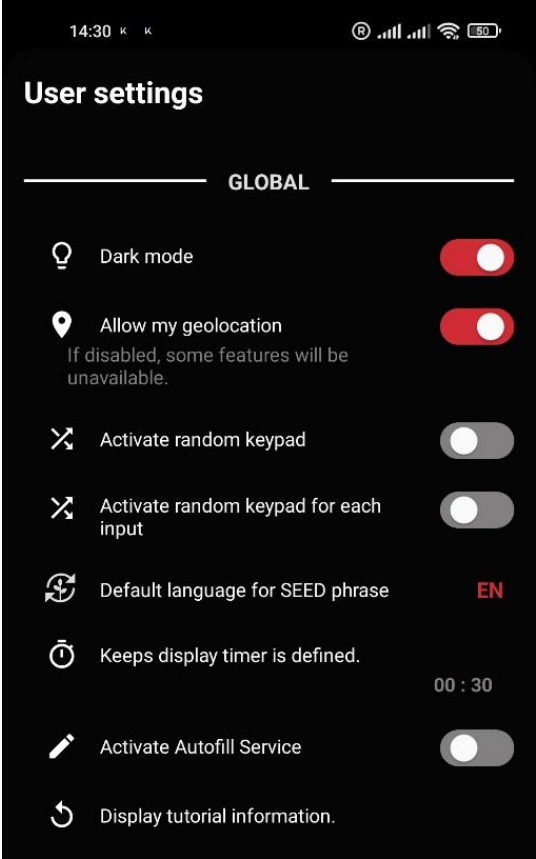 14:30 K K ® 50
User settings
GLOBAL
Dark mode
Allow my geolocation
If disabled, some features will be
unavailable.
Activate random keypad
Activate random keypad for each
input
Default language for SEED phrase EN
Keeps display timer is defined.
00 : 30
Activate Autofill Service
Display tutorial information.